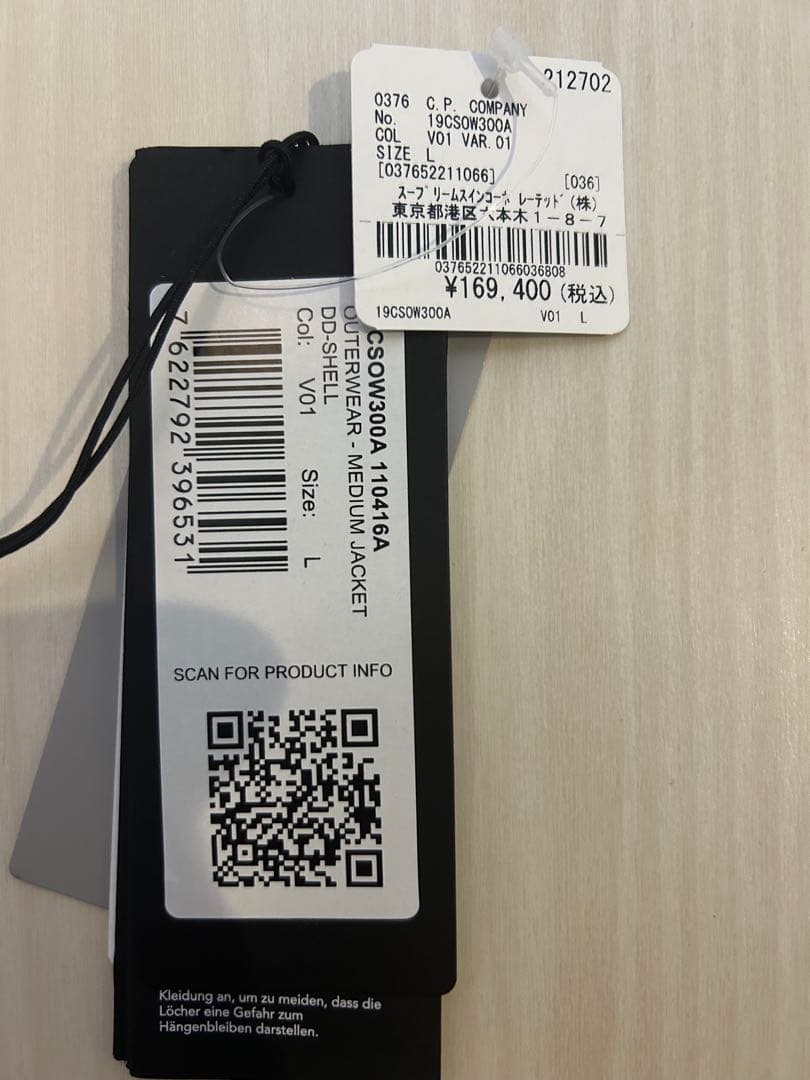 212702
0376 C.P. COMPANY
No. 19CSOW300A
COL V01 VAR.01
SIZE L
[037652211066] [036]
スープリームスインコーポレーテッド(株)
東京都港区六本木1-8-7
037652211066036808
¥169,400(税込)
19CSOW300A V01 L
CSOW300A 110416A
OUTERWEAR - MEDIUM JACKET
DD-SHELL
Col: V01 Size: L
7622792396531
SCAN FOR PRODUCT INFO
Kleidung an, um zu meiden, dass die
Löcher eine Gefahr zum
Hängenbleiben darstellen.